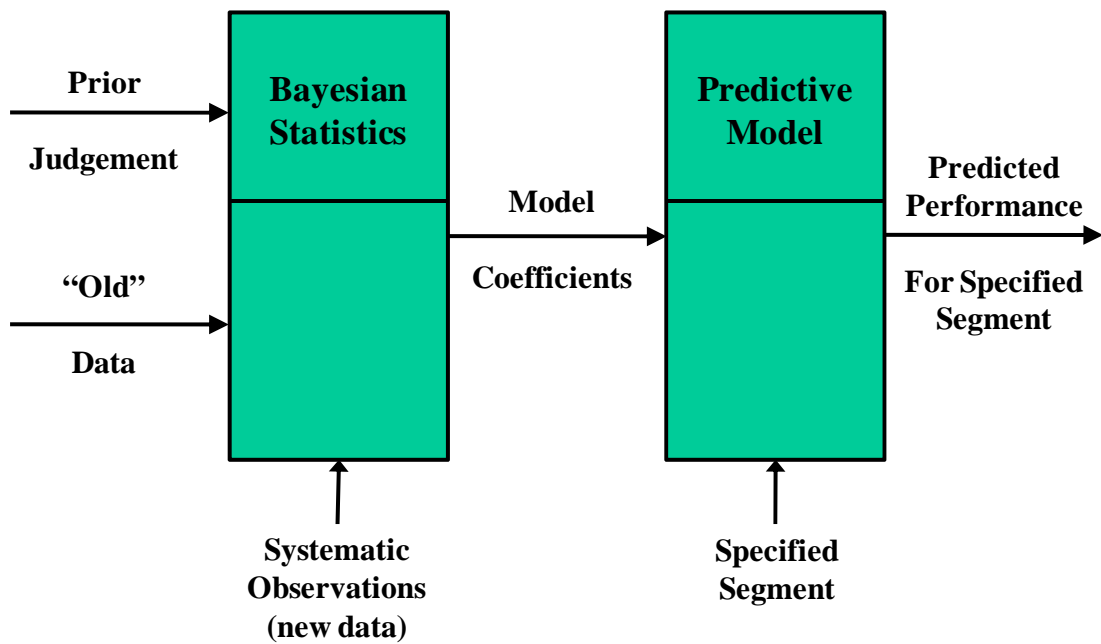 Prior
Judgement
“Old”
Data
Bayesian
Statistics
Systematic
Observations
(new data)
Model
Coefficients
Predictive
Model
Specified
Segment
Predicted
Performance
For Specified
Segment